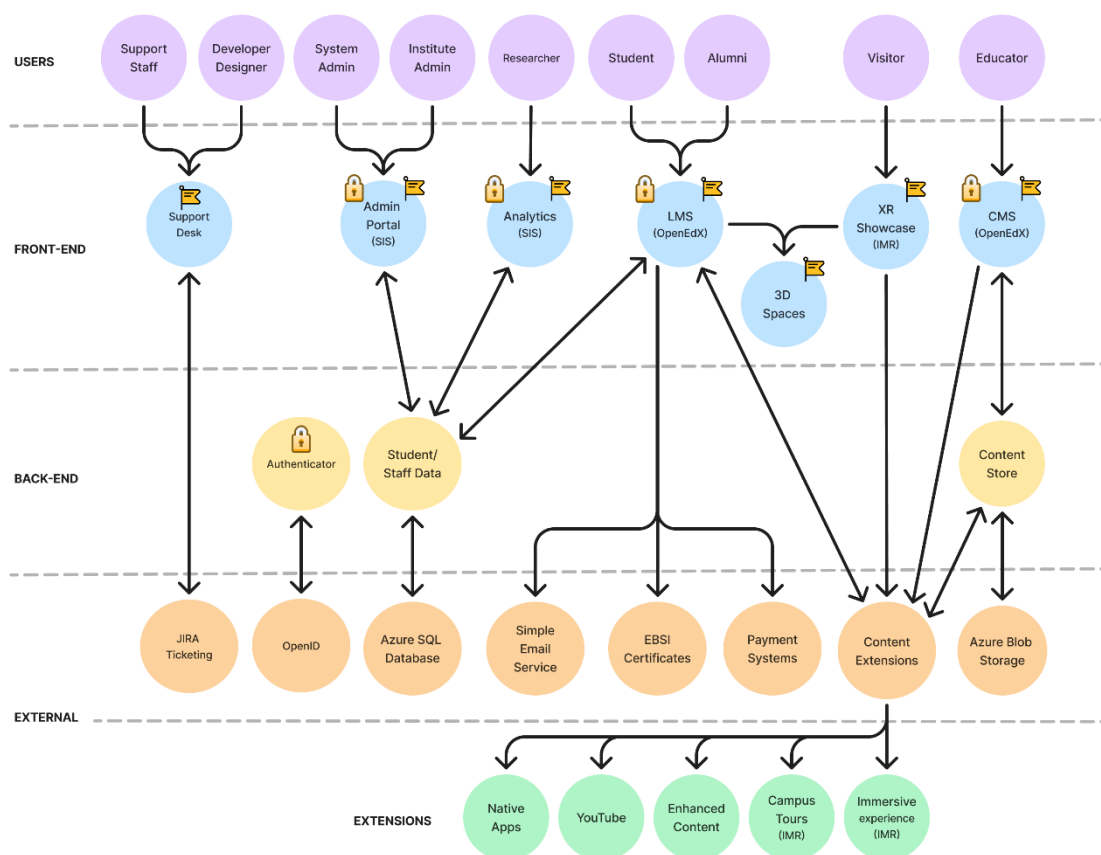 USERS
Support
Staff
Developer
Designer
System
Admin
Institute
Admin
Researcher
Student
Alumni
Visitor
Educator
FRONT-END
Support
Desk
Admin
Portal
(SIS)
Analytics
(SIS)
LMS
(OpenEdX)
3D
Spaces
XR
Showcase
(IMR)
CMS
(OpenEdX)
BACK-END
Authenticator
Student/
Staff Data
Content
Store
JIRA
Ticketing
OpenID
Azure SQL
Database
Simple
Email
Service
EBSI
Certificates
Payment
Systems
Content
Extensions
Azure Blob
Storage
EXTERNAL
EXTENSIONS
Native
Apps
YouTube
Enhanced
Content
Campus
Tours
(IMR)
Immersive
experience
(IMR)